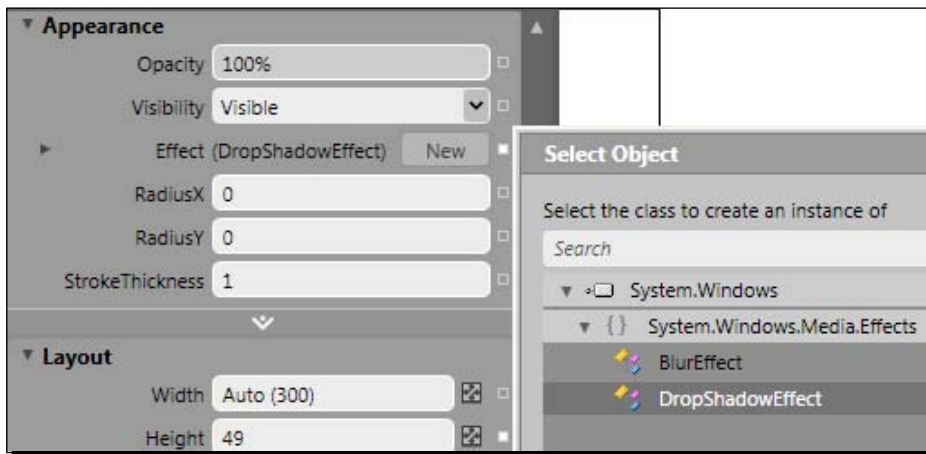 Appearance
Opacity 100%
Visibility Visible
Effect (DropShadowEffect) New
RadiusX 0
RadiusY 0
StrokeThickness 1
Layout
Width Auto (300)
Height 49
Select Object
Select the class to create an instance of
Search
System.Windows
{ } System.Windows.Media.Effects
BlurEffect
DropShadowEffect